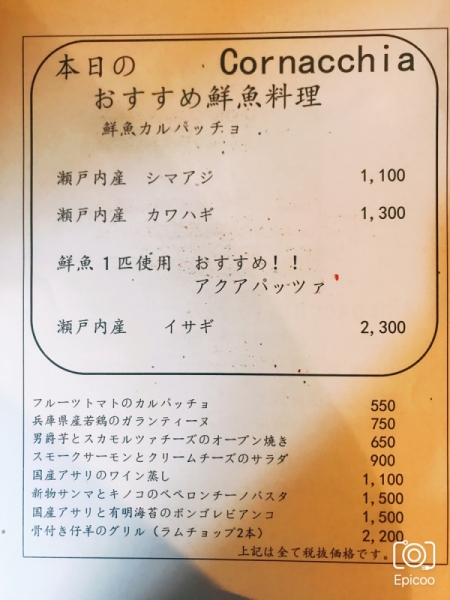 本日の Cornacchia
おすすめ鮮魚料理
鮮魚カルパッチョ
瀬戸内産 シマアジ 1,100
瀬戸内産 カワハギ 1,300
鮮魚1匹使用 おすすめ！！
アクアパッツァ
瀬戸内産 イサギ 2,300
フルーツトマトのカルパッチョ 550
兵庫県産若鶏のガランティーヌ 750
男爵芋とスカモルツァチーズのオーブン焼き 650
スモークサーモンとクリームチーズのサラダ 900
国産アサリのワイン蒸し 1,100
新物サンマとキノコのペペロンチーノパスタ 1,500
国産アサリと有明海苔のボンゴレビアンコ 1,500
骨付き仔羊のグリル（ラムチョップ2本） 2,200
上記は全て税抜価格です。
Epicoo